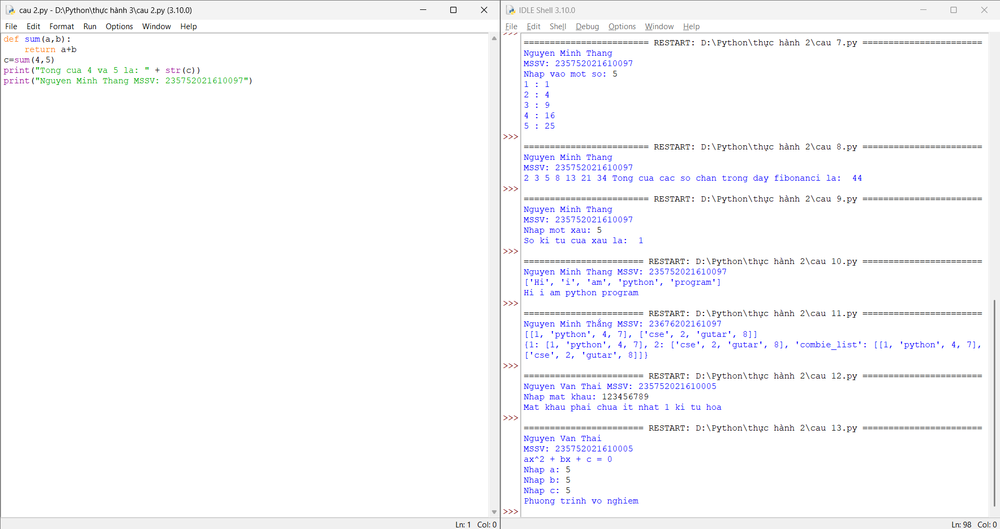 cau 2.py - D:\Python\thực hành 3\cau 2.py (3.10.0)
File Edit Format Run Options Window Help
def sum(a,b):
    return a+b
c=sum(4,5)
print("Tong cua 4 va 5 la: " + str(c))
print("Nguyen Minh Thang MSSV: 235752021610097")
Ln: 1 Col: 0
IDLE Shell 3.10.0
File Edit Shell Debug Options Window Help
>>>
======================== RESTART: D:\Python\thực hành 2\cau 7.py =======================
Nguyen Minh Thang
MSSV: 235752021610097
Nhap vao mot so: 5
1 : 1
2 : 4
3 : 9
4 : 16
5 : 25
>>>
======================== RESTART: D:\Python\thực hành 2\cau 8.py =======================
Nguyen Minh Thang
MSSV: 235752021610097
2 3 5 8 13 21 34 Tong cua cac so chan trong day fibonanci la:  44
>>>
======================== RESTART: D:\Python\thực hành 2\cau 9.py =======================
Nguyen Minh Thang
MSSV: 235752021610097
Nhap mot xau: 5
So ki tu cua xau la:  1
>>>
======================= RESTART: D:\Python\thực hành 2\cau 10.py =======================
Nguyen Minh Thang MSSV: 235752021610097
['Hi', 'i', 'am', 'python', 'program']
Hi i am python program
>>>
======================= RESTART: D:\Python\thực hành 2\cau 11.py =======================
Nguyen Minh Thắng MSSV: 23676202161097
[[1, 'python', 4, 7], ['cse', 2, 'gutar', 8]]
{1: [1, 'python', 4, 7], 2: ['cse', 2, 'gutar', 8], 'combie_list': [[1, 'python', 4, 7],
['cse', 2, 'gutar', 8]]}
>>>
======================= RESTART: D:\Python\thực hành 2\cau 12.py =======================
Nguyen Van Thai MSSV: 235752021610005
Nhap mat khau: 123456789
Mat khau phai chua it nhat 1 ki tu hoa
>>>
======================= RESTART: D:\Python\thực hành 2\cau 13.py =======================
Nguyen Van Thai
MSSV: 235752021610005
ax^2 + bx + c = 0
Nhap a: 5
Nhap b: 5
Nhap c: 5
Phuong trinh vo nghiem
>>>
Ln: 98 Col: 0